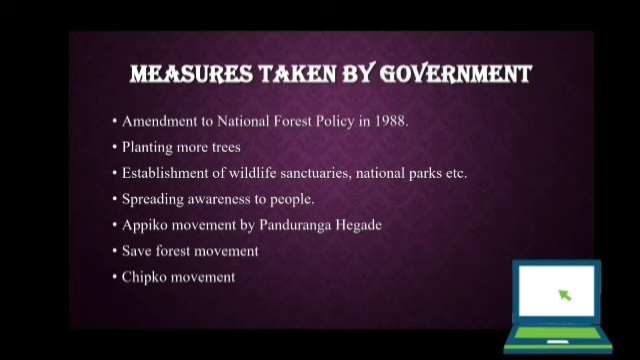 MEASURES TAKEN BY GOVERNMENT
• Amendment to National Forest Policy in 1988.
• Planting more trees
• Establishment of wildlife sanctuaries, national parks etc.
• Spreading awareness to people.
• Appiko movement by Panduranga Hegade
• Save forest movement
• Chipko movement